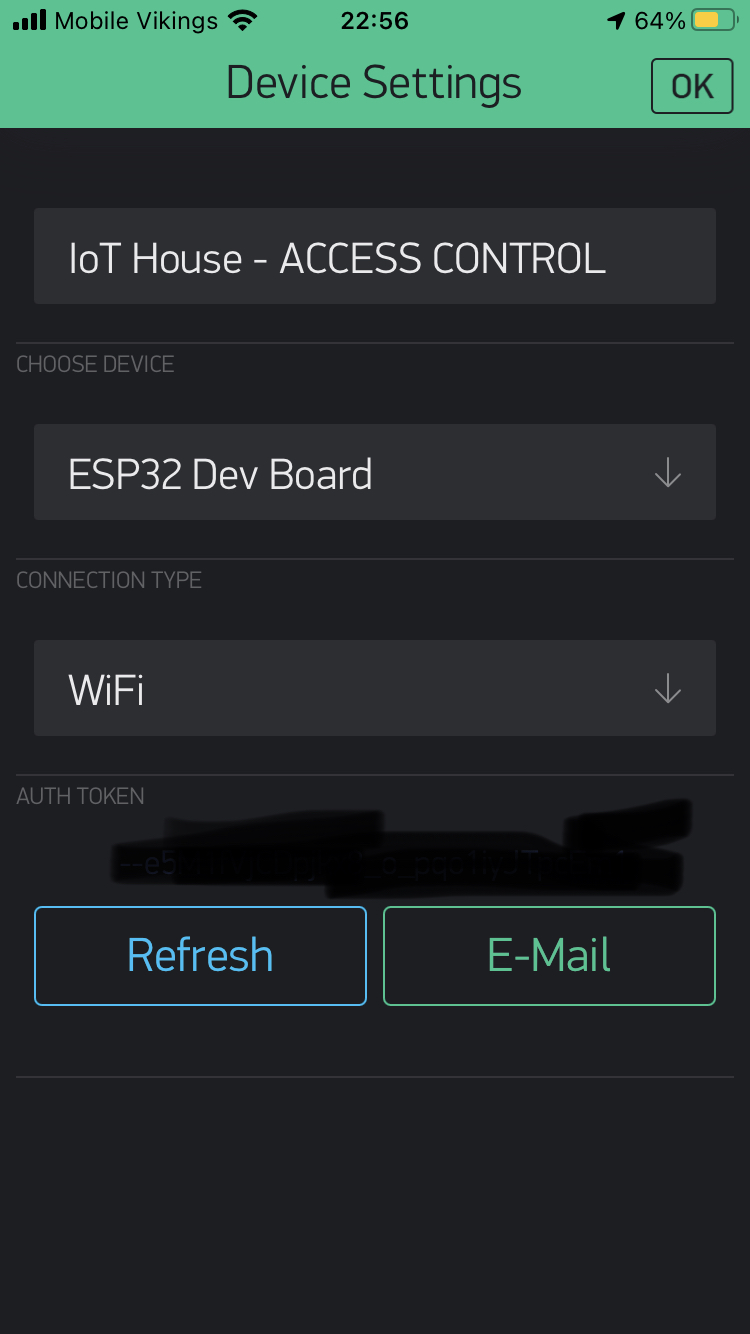 Mobile Vikings 22:56 64%
Device Settings OK
IoT House - ACCESS CONTROL
CHOOSE DEVICE
ESP32 Dev Board
CONNECTION TYPE
WiFi
AUTH TOKEN
Refresh E-Mail